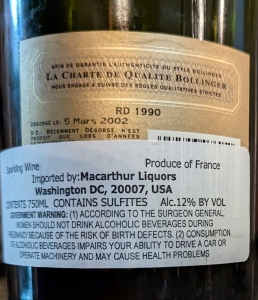 AFIN DE GARANTIR L'AUTHENTICITÉ DU STYLE BOLLINGER
LA CHARTE DE QUALITE BOLLINGER
NOUS ENGAGE A SUIVRE DES REGLES QUALITATIVES STRICTES
RD 1990
DÉGORGÉ LE: 5 Mars 2002
R.D.: RÉCEMMENT DÉGORGÉ, N'EST
PRODUIT QUE LORS D'ANNÉES
Sparkling Wine
Produce of France
Imported by:Macarthur Liquors
Washington DC, 20007, USA
CONTENTS 750ML CONTAINS SULFITES Alc.12% BY VOL
GOVERNMENT WARNING: (1) ACCORDING TO THE SURGEON GENERAL,
WOMEN SHOULD NOT DRINK ALCOHOLIC BEVERAGES DURING
PREGNANCY BECAUSE OF THE RISK OF BIRTH DEFECTS. (2) CONSUMPTION
OF ALCOHOLIC BEVERAGES IMPAIRS YOUR ABILITY TO DRIVE A CAR OR
OPERATE MACHINERY AND MAY CAUSE HEALTH PROBLEMS